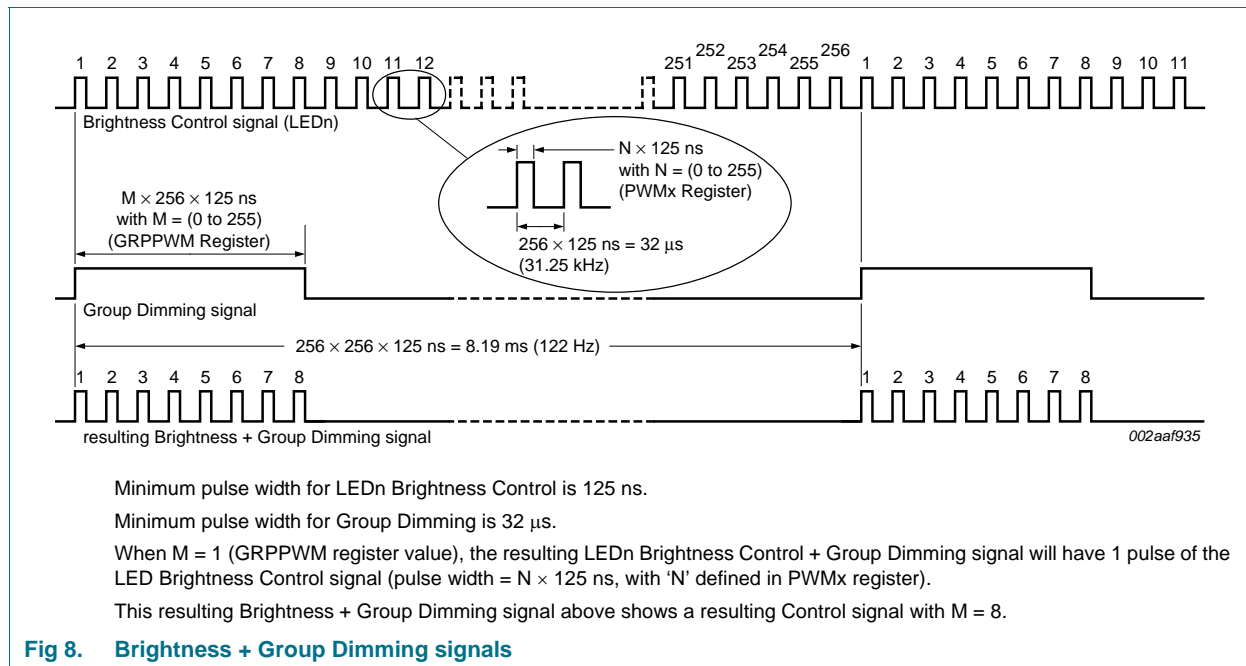 1 2 3 4 5 6 7 8 9 10 11 12 251 252 253 254 255 256 1 2 3 4 5 6 7 8 9 10 11
Brightness Control signal (LEDn)
N × 125 ns
with N = (0 to 255)
(PWMx Register)
M × 256 × 125 ns
with M = (0 to 255)
(GRPPWM Register)
256 × 125 ns = 32 μs
(31.25 kHz)
Group Dimming signal
256 × 256 × 125 ns = 8.19 ms (122 Hz)
1 2 3 4 5 6 7 8 1 2 3 4 5 6 7 8
resulting Brightness + Group Dimming signal
002aaf935
Minimum pulse width for LEDn Brightness Control is 125 ns.
Minimum pulse width for Group Dimming is 32 μs.
When M = 1 (GRPPWM register value), the resulting LEDn Brightness Control + Group Dimming signal will have 1 pulse of the
LED Brightness Control signal (pulse width = N × 125 ns, with ‘N’ defined in PWMx register).
This resulting Brightness + Group Dimming signal above shows a resulting Control signal with M = 8.
Fig 8. Brightness + Group Dimming signals